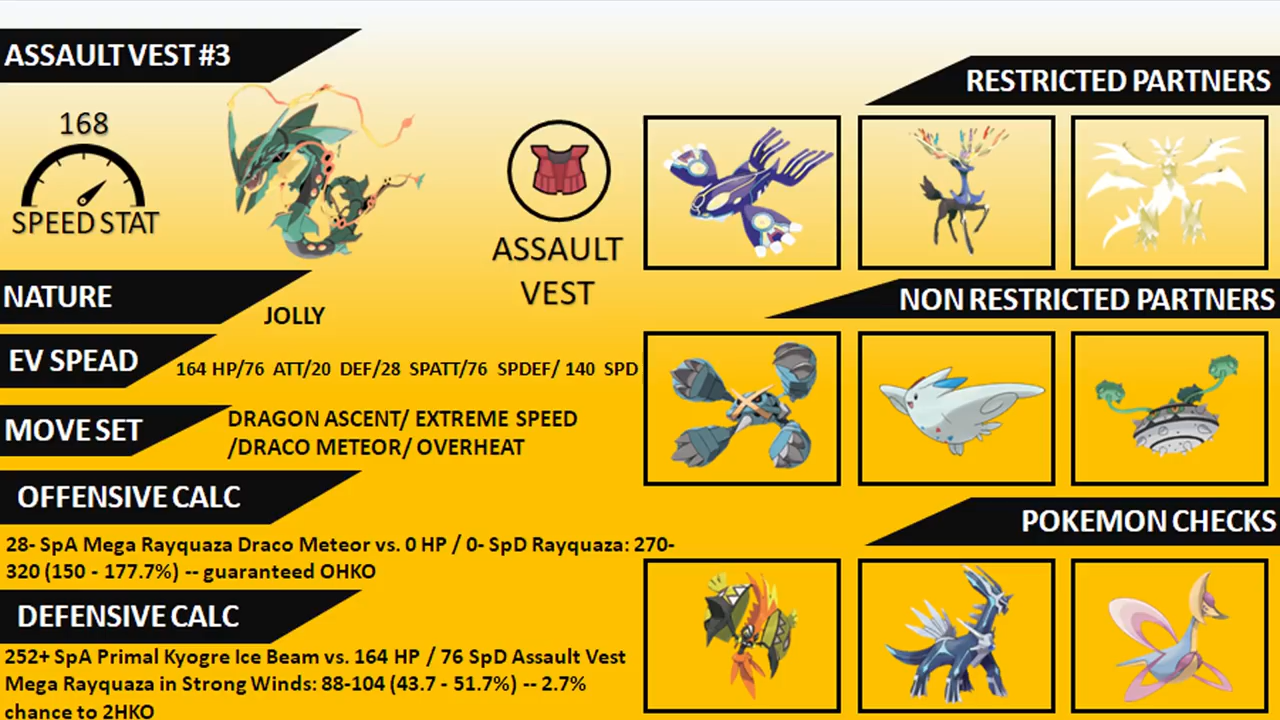 ASSAULT VEST #3
168
SPEED STAT
ASSAULT
VEST
NATURE
JOLLY
EV SPEAD
164 HP/76 ATT/20 DEF/28 SPATT/76 SPDEF/ 140 SPD
MOVE SET
DRAGON ASCENT/ EXTREME SPEED
/DRACO METEOR/ OVERHEAT
OFFENSIVE CALC
28- SpA Mega Rayquaza Draco Meteor vs. 0 HP / 0- SpD Rayquaza: 270-
320 (150 - 177.7%) -- guaranteed OHKO
DEFENSIVE CALC
252+ SpA Primal Kyogre Ice Beam vs. 164 HP / 76 SpD Assault Vest
Mega Rayquaza in Strong Winds: 88-104 (43.7 - 51.7%) -- 2.7%
chance to 2HKO
RESTRICTED PARTNERS
NON RESTRICTED PARTNERS
POKEMON CHECKS